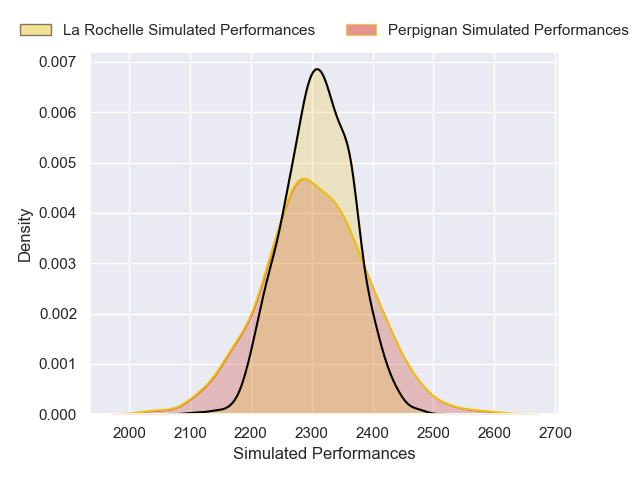 La Rochelle Simulated Performances Perpignan Simulated Performances
0.007
0.006
0.005
0.004
0.003
0.002
0.001
0.000
Density
2000 2100 2200 2300 2400 2500 2600 2700
Simulated Performances